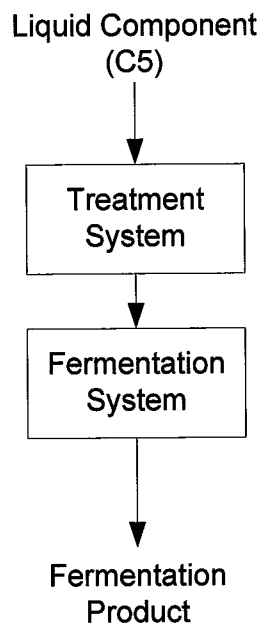 Liquid Component
(C5)
Treatment
System
Fermentation
System
Fermentation
Product